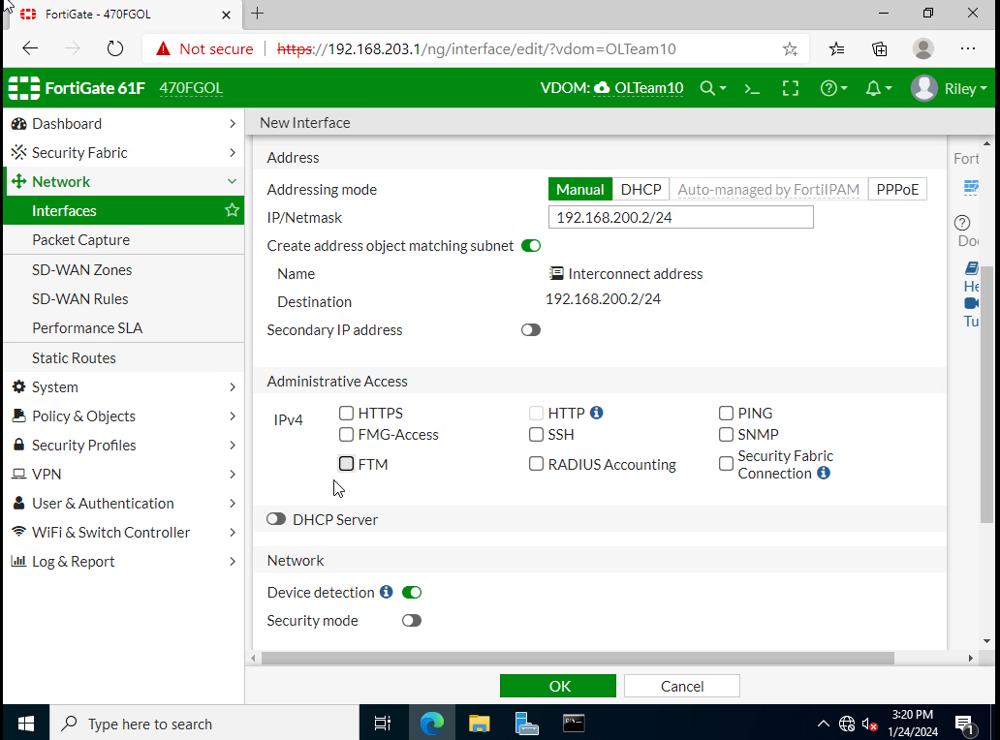 FortiGate - 470FGOL
Not secure https://192.168.203.1/ng/interface/edit/?vdom=OLTeam10
FortiGate 61F 470FGOL VDOM: OLTeam10 Riley
Dashboard
Security Fabric
Network
Interfaces
Packet Capture
SD-WAN Zones
SD-WAN Rules
Performance SLA
Static Routes
System
Policy & Objects
Security Profiles
VPN
User & Authentication
WiFi & Switch Controller
Log & Report
New Interface
Address
Addressing mode Manual DHCP Auto-managed by FortiIPAM PPPoE
IP/Netmask 192.168.200.2/24
Create address object matching subnet
Name Interconnect address
Destination 192.168.200.2/24
Secondary IP address
Administrative Access
IPv4 HTTPS HTTP PING
FMG-Access SSH SNMP
FTM RADIUS Accounting Security Fabric
Connection
DHCP Server
Network
Device detection
Security mode
OK Cancel
Fort
Do
He
Tu
Type here to search
3:20 PM
1/24/2024
1